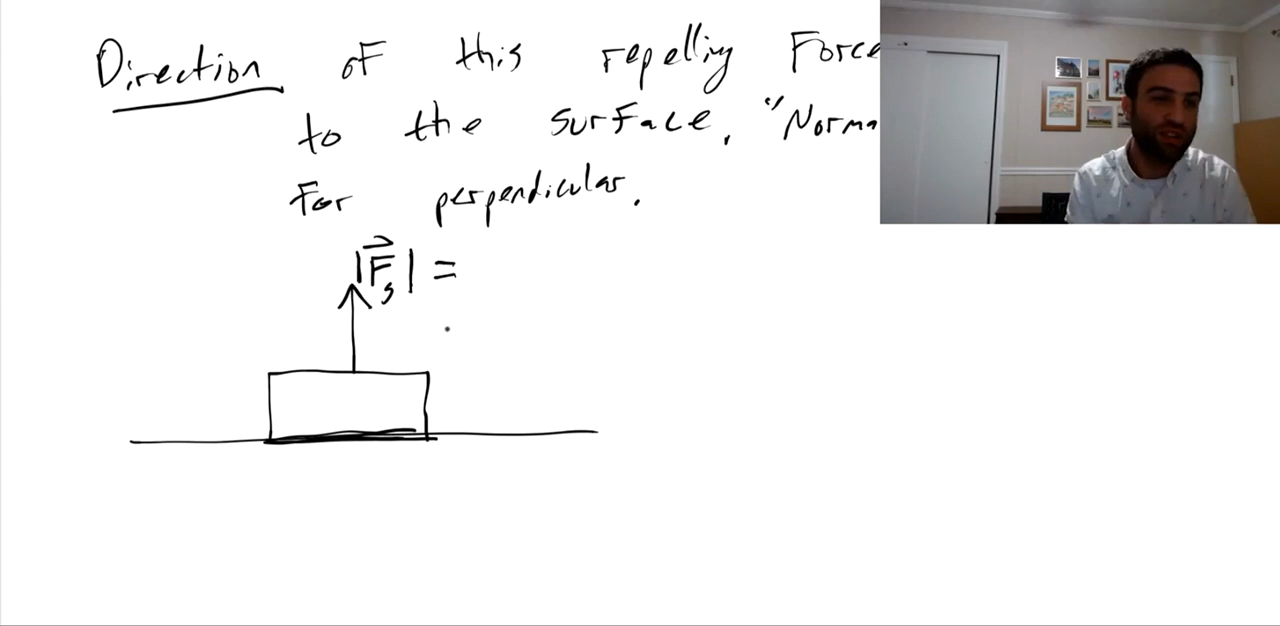 Direction of this repelling Force
to the surface. "Norma
For perpendicular.
|F⃗s| =